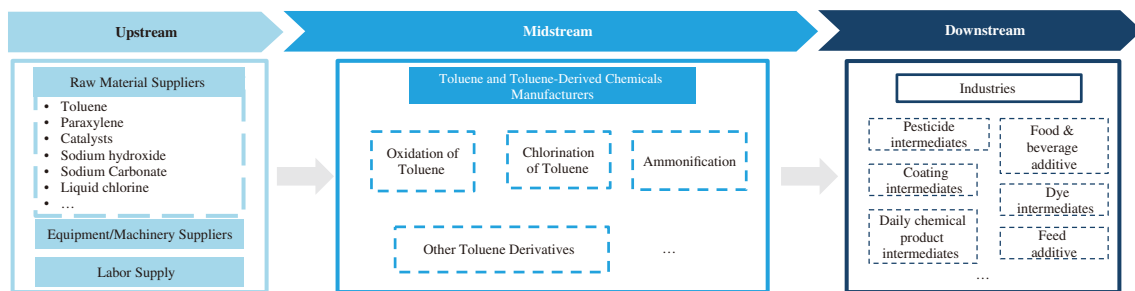 Upstream
Midstream
Downstream
Raw Material Suppliers
• Toluene
• Paraxylene
• Catalysts
• Sodium hydroxide
• Sodium Carbonate
• Liquid chlorine
• …
Equipment/Machinery Suppliers
Labor Supply
Toluene and Toluene-Derived Chemicals
Manufacturers
Oxidation of
Toluene
Chlorination
of Toluene
Ammonification
Other Toluene Derivatives
…
Industries
Pesticide
intermediates
Food &
beverage
additive
Coating
intermediates
Dye
intermediates
Daily chemical
product
intermediates
Feed
additive
…